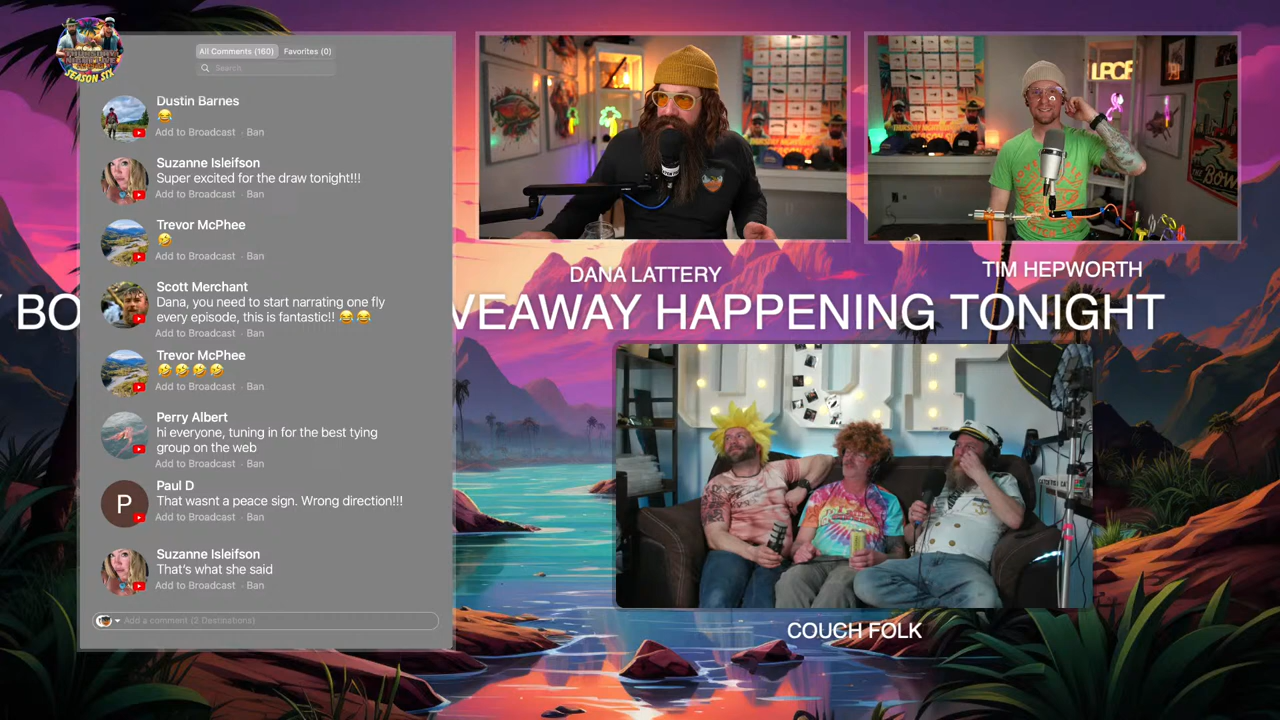 THURSDAY
SEASON SIX
All Comments (160) Favorites (0)
Search
Dustin Barnes
😂
Add to Broadcast · Ban
Suzanne Isleifson
Super excited for the draw tonight!!!
Add to Broadcast · Ban
Trevor McPhee
🤣
Add to Broadcast · Ban
Scott Merchant
Dana, you need to start narrating one fly
every episode, this is fantastic!! 😂 😂
Add to Broadcast · Ban
Trevor McPhee
🤣 🤣 🤣 🤣
Add to Broadcast · Ban
Perry Albert
hi everyone, tuning in for the best tying
group on the web
Add to Broadcast · Ban
P
Paul D
That wasnt a peace sign. Wrong direction!!!
Add to Broadcast · Ban
Suzanne Isleifson
That's what she said
Add to Broadcast · Ban
Add a comment (2 Destinations)
UFCF
THE BOW
DANA LATTERY
TIM HEPWORTH
BO VEAWAY HAPPENING TONIGHT
COUCH FOLK